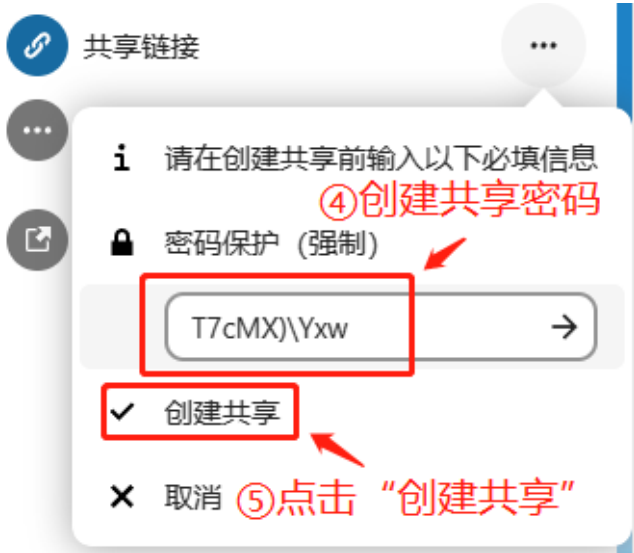 共享链接
请在创建共享前输入以下必填信息
④创建共享密码
密码保护（强制）
T7cMX)\Yxw
创建共享
取消
⑤点击“创建共享”